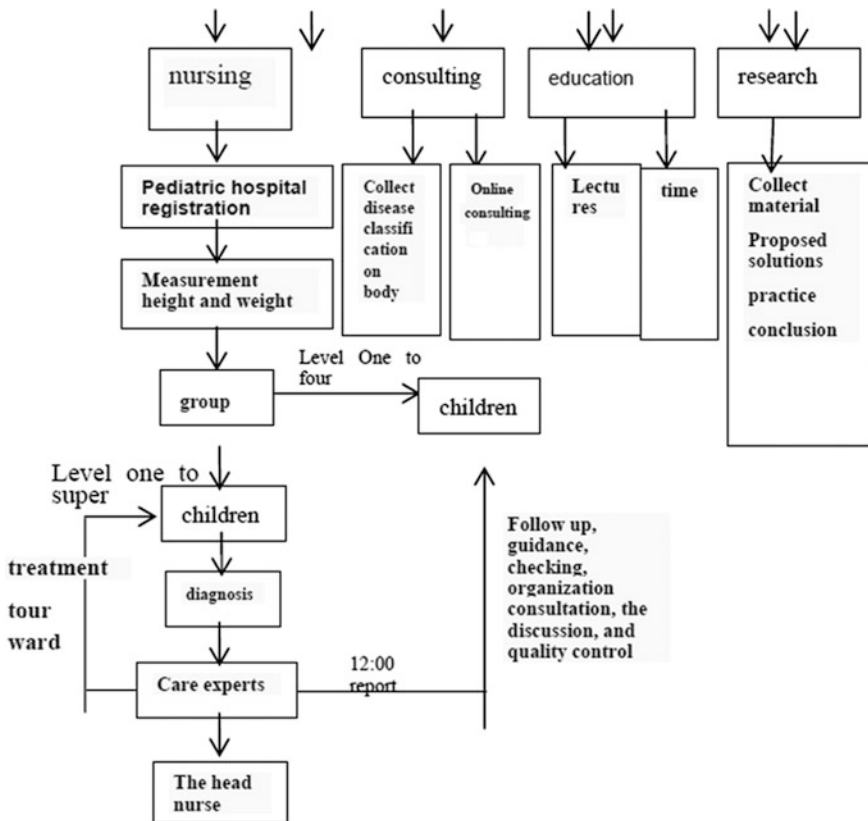 nursing
consulting
education
research
Pediatric hospital
registration
Collect
disease
classifi
cation
on
body
Online
consulting
Lectu
res
time
Collect
material
Proposed
solutions
practice
conclusion
Measurement
height and weight
group
Level One to
four
children
Level one to
super
children
treatment
tour
ward
diagnosis
Care experts
12:00
report
Follow up,
guidance,
checking,
organization
consultation, the
discussion, and
quality control
The head
nurse